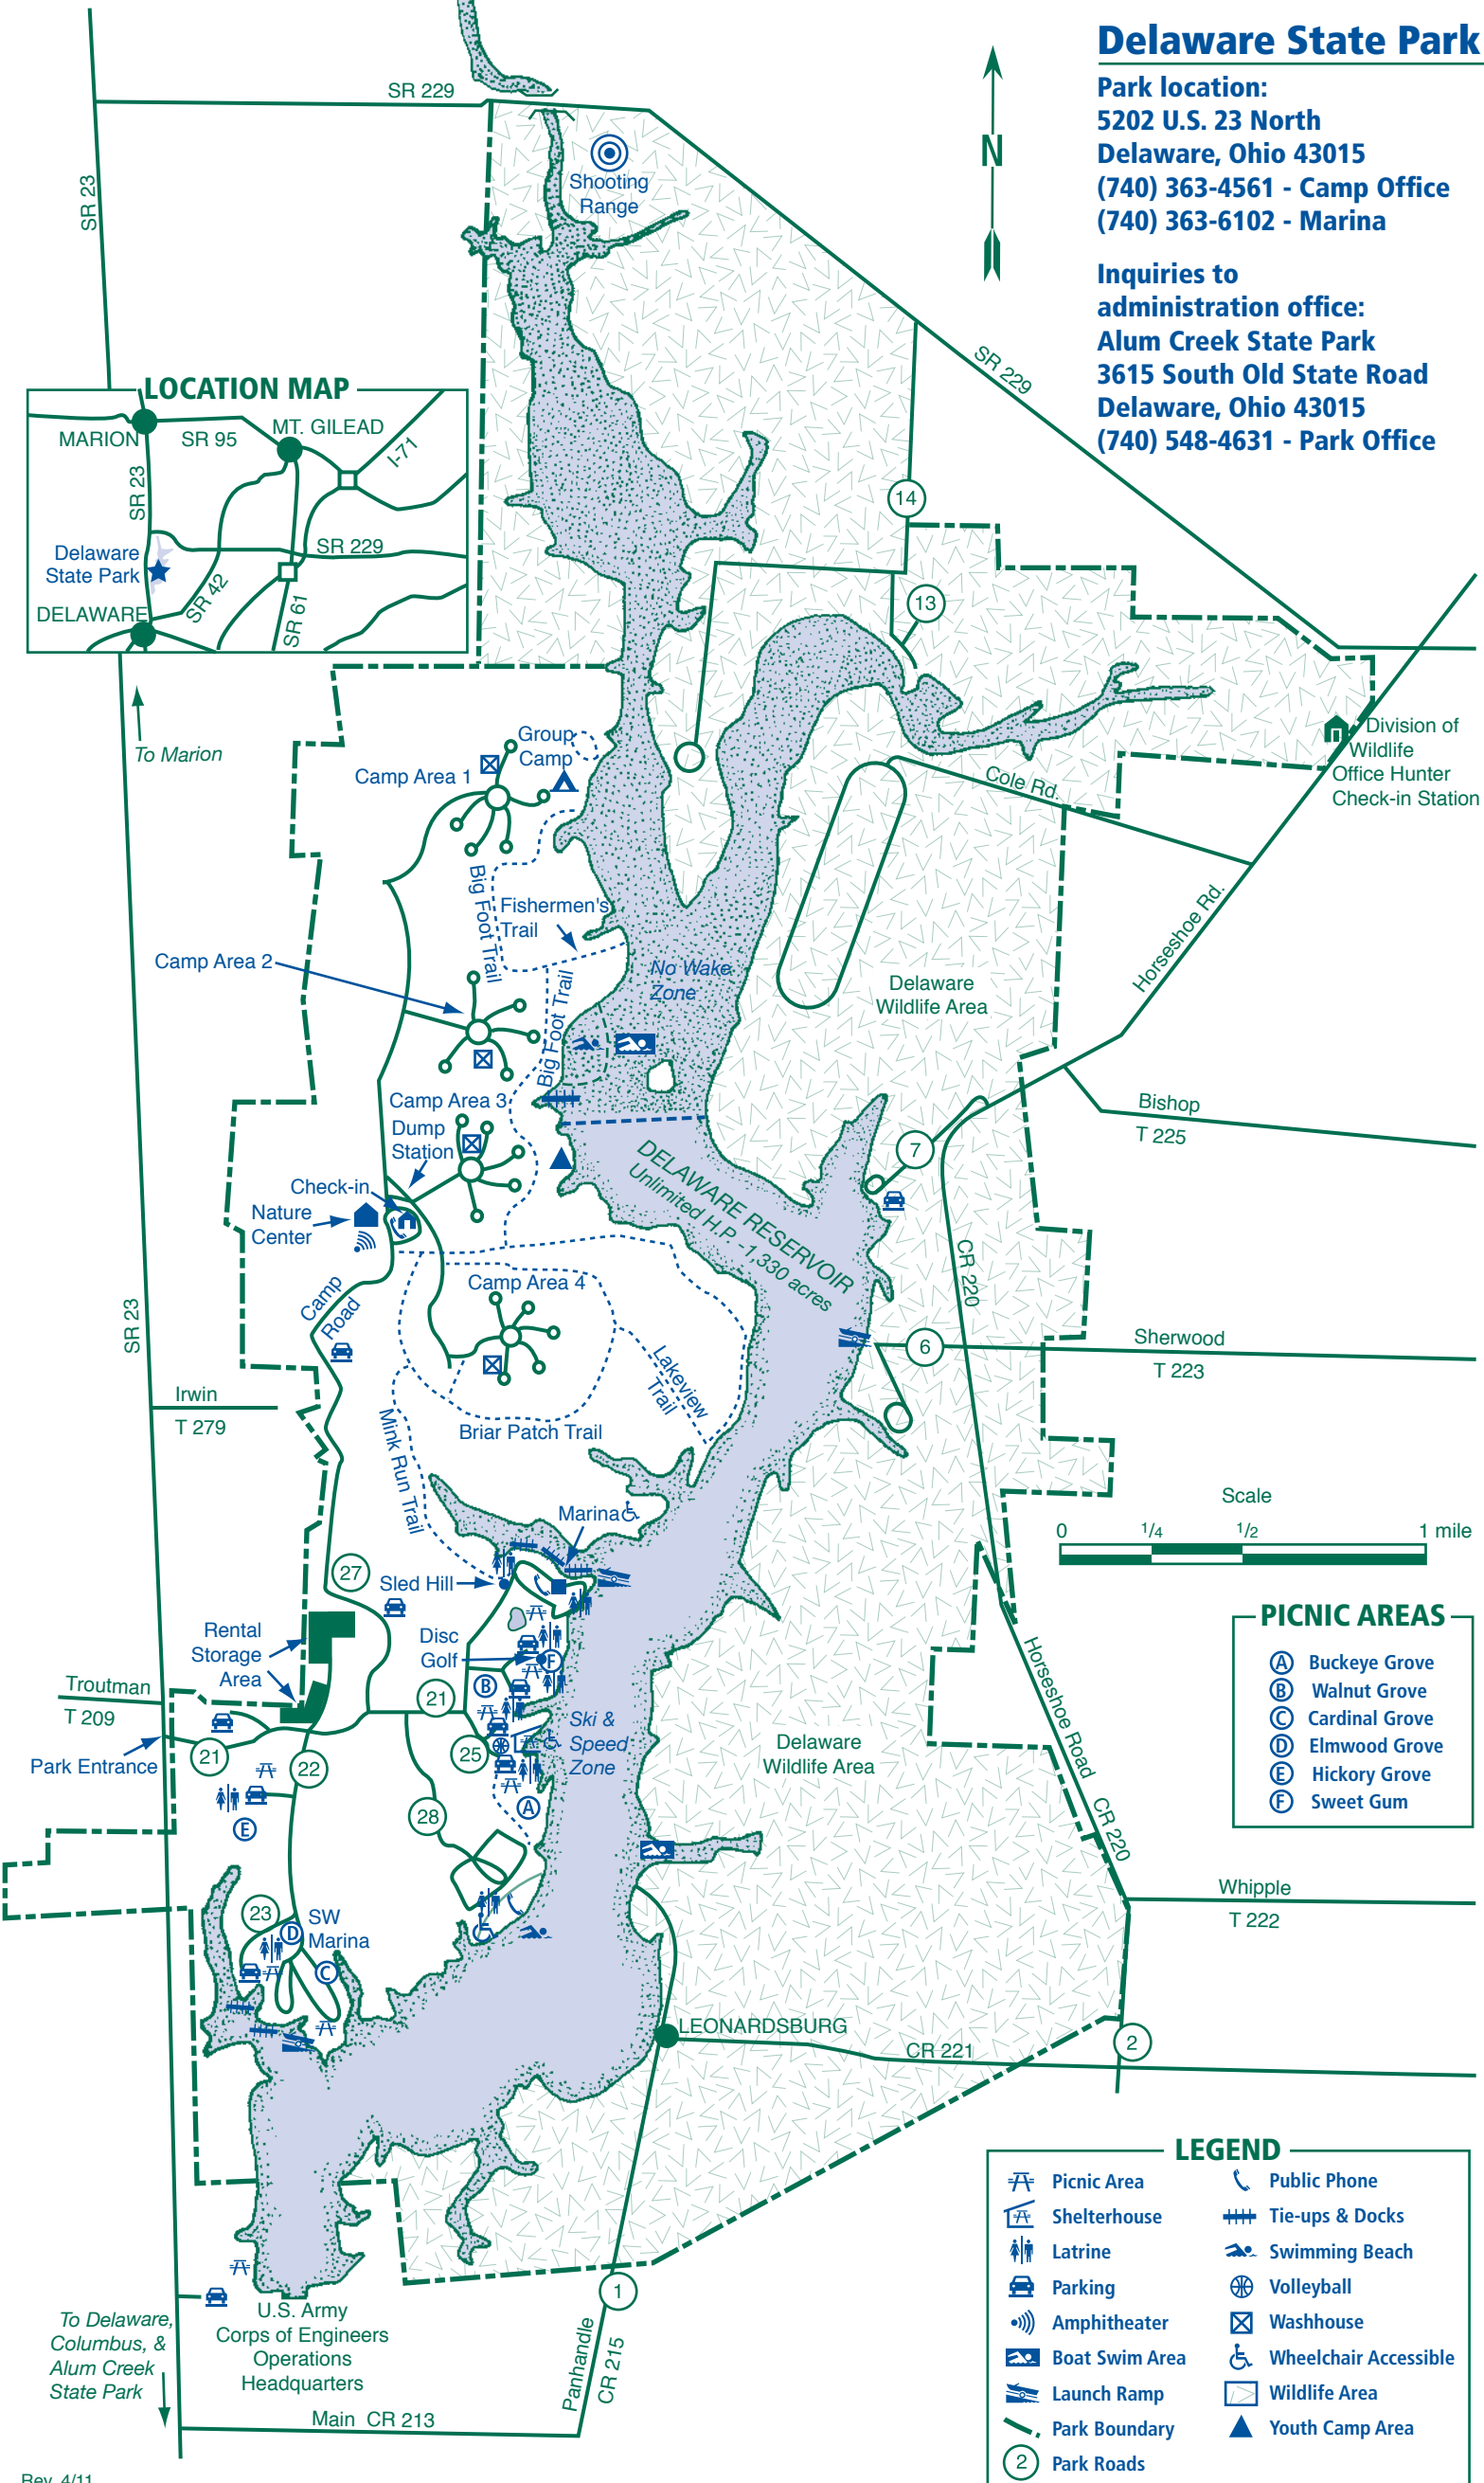 Delaware State Park
Park location:
5202 U.S. 23 North
Delaware, Ohio 43015
(740) 363-4561 - Camp Office
(740) 363-6102 - Marina
Inquiries to
administration office:
Alum Creek State Park
3615 South Old State Road
Delaware, Ohio 43015
(740) 548-4631 - Park Office
N
SR 229
SR 23
Shooting
Range
SR 229
14
13
LOCATION MAP
MARION
SR 95
MT. GILEAD
I-71
SR 23
SR 229
Delaware
State Park
SR 42
SR 61
DELAWARE
To Marion
Division of
Wildlife
Office Hunter
Check-in Station
Group
Camp
Camp Area 1
Cole Rd.
Big Foot Trail
Fishermen's
Trail
Horseshoe Rd.
Camp Area 2
No Wake
Zone
Delaware
Wildlife Area
Big Foot Trail
Camp Area 3
Dump
Station
Bishop
T 225
7
Check-in
Nature
Center
DELAWARE RESERVOIR
Unlimited H.P. -1,330 acres
CR 220
Camp
Road
Camp Area 4
SR 23
6
Sherwood
T 223
Irwin
T 279
Lakeview
Trail
Briar Patch Trail
Mink Run Trail
Scale
0
1/4
1/2
1 mile
Marina
27
Sled Hill
Rental
Storage
Area
Disc
Golf
F
B
Troutman
T 209
21
Park Entrance
21
22
25
Ski &
Speed
Zone
Horseshoe Road
Delaware
Wildlife Area
CR 220
PICNIC AREAS
A Buckeye Grove
B Walnut Grove
C Cardinal Grove
D Elmwood Grove
E Hickory Grove
F Sweet Gum
28
A
E
Whipple
T 222
23
D
SW
Marina
C
LEONARDSBURG
CR 221
2
1
Panhandle
CR 215
U.S. Army
Corps of Engineers
Operations
Headquarters
To Delaware,
Columbus, &
Alum Creek
State Park
Main CR 213
LEGEND
Picnic Area
Shelterhouse
Latrine
Parking
Amphitheater
Boat Swim Area
Launch Ramp
Park Boundary
2 Park Roads
Public Phone
Tie-ups & Docks
Swimming Beach
Volleyball
Washhouse
Wheelchair Accessible
Wildlife Area
Youth Camp Area
Rev. 4/11